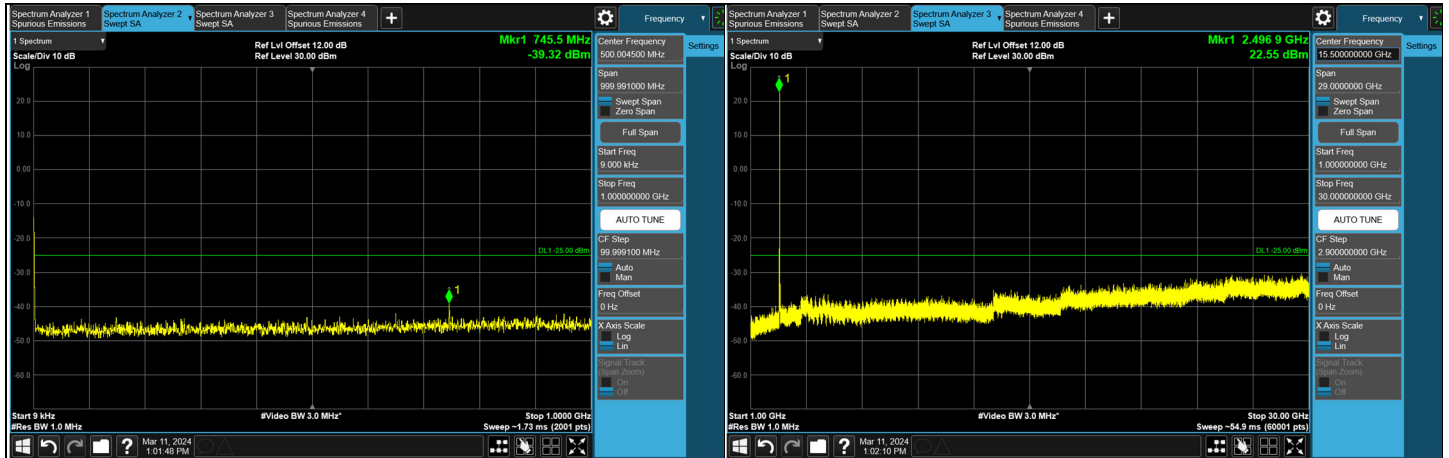 Spectrum Analyzer 1
Spurious Emissions
Spectrum Analyzer 2
Swept SA
Spectrum Analyzer 3
Swept SA
Spectrum Analyzer 4
Spurious Emissions
+
Frequency
1 Spectrum
Scale/Div 10 dB
Log
Ref Lvl Offset 12.00 dB
Ref Level 30.00 dBm
Mkr1 745.5 MHz
-39.32 dBm
1
20.0
10.0
0.00
-10.0
-20.0
-30.0
-40.0
-50.0
-60.0
DL1 -25.00 dBm
Start 9 kHz
#Res BW 1.0 MHz
#Video BW 3.0 MHz*
Stop 1.0000 GHz
Sweep ~1.73 ms (2001 pts)
Center Frequency
500.004500 MHz
Span
999.991000 MHz
Swept Span
Zero Span
Full Span
Start Freq
9.000 kHz
Stop Freq
1.000000000 GHz
AUTO TUNE
CF Step
99.999100 MHz
Auto
Man
Freq Offset
0 Hz
X Axis Scale
Log
Lin
Signal Track
(Span Zoom)
On
Off
Settings
?
Mar 11, 2024
1:01:48 PM
Spectrum Analyzer 1
Spurious Emissions
Spectrum Analyzer 2
Swept SA
Spectrum Analyzer 3
Swept SA
Spectrum Analyzer 4
Spurious Emissions
+
Frequency
1 Spectrum
Scale/Div 10 dB
Log
Ref Lvl Offset 12.00 dB
Ref Level 30.00 dBm
Mkr1 2.496 9 GHz
22.55 dBm
1
20.0
10.0
0.00
-10.0
-20.0
-30.0
-40.0
-50.0
-60.0
DL1 -25.00 dBm
Start 1.00 GHz
#Res BW 1.0 MHz
#Video BW 3.0 MHz*
Stop 30.00 GHz
Sweep ~54.9 ms (60001 pts)
Center Frequency
15.500000000 GHz
Span
29.0000000 GHz
Swept Span
Zero Span
Full Span
Start Freq
1.000000000 GHz
Stop Freq
30.000000000 GHz
AUTO TUNE
CF Step
2.900000000 GHz
Auto
Man
Freq Offset
0 Hz
X Axis Scale
Log
Lin
Signal Track
(Span Zoom)
On
Off
Settings
?
Mar 11, 2024
1:02:10 PM